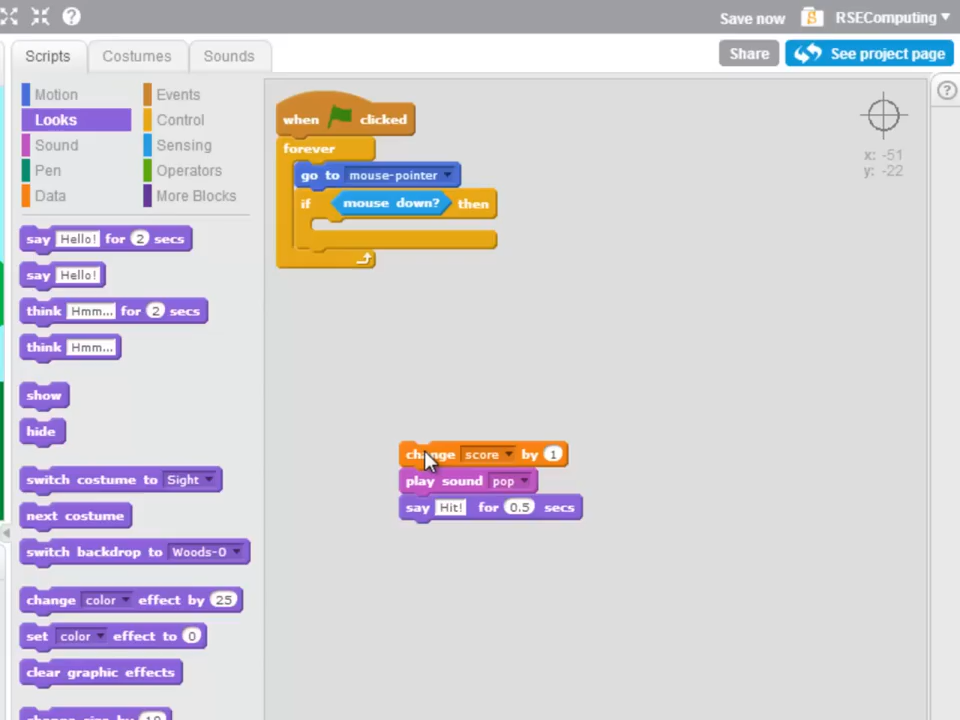 ? Save now S RSEComputing
Scripts Costumes Sounds Share See project page
Motion Events
Looks Control
Sound Sensing
Pen Operators
Data More Blocks
say Hello! for 2 secs
say Hello!
think Hmm... for 2 secs
think Hmm...
show
hide
switch costume to Sight
next costume
switch backdrop to Woods-0
change color effect by 25
set color effect to 0
clear graphic effects
change size by 10
when clicked
forever
go to mouse-pointer
if mouse down? then
change score by 1
play sound pop
say Hit! for 0.5 secs
x: -51
y: -22
?